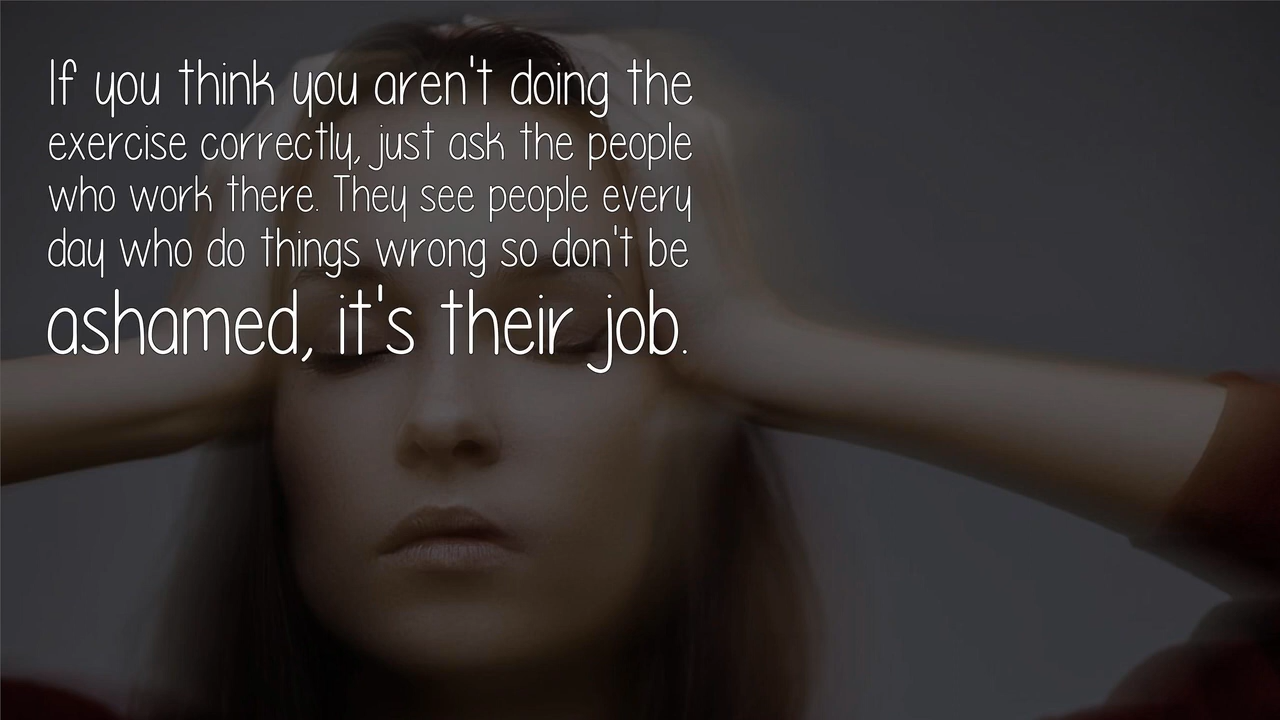 If you think you aren't doing the
exercise correctly, just ask the people
who work there. They see people every
day who do things wrong so don't be
ashamed, it's their job.